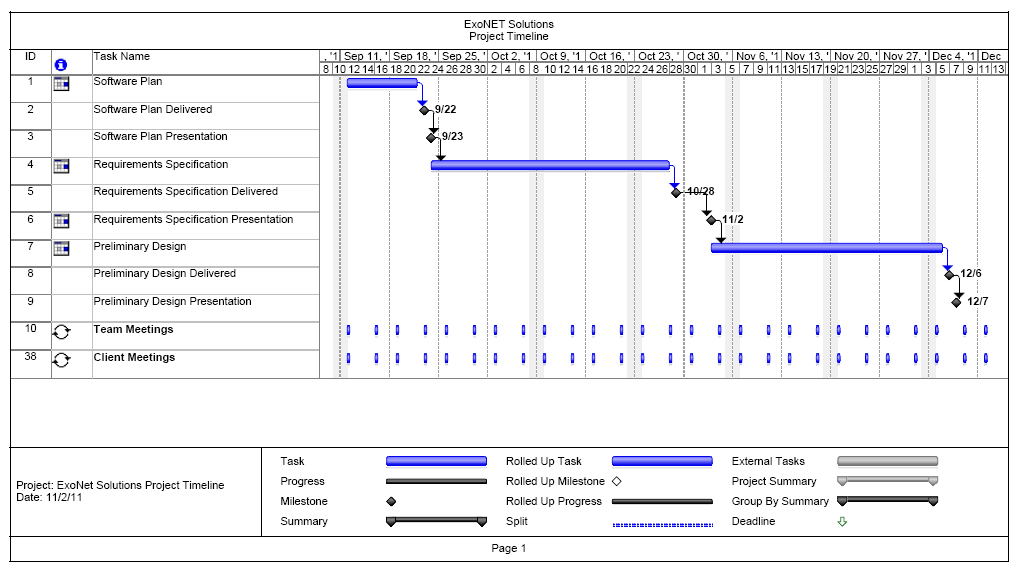 ExoNET Solutions
Project Timeline
ID Task Name , '1 Sep 11, ' Sep 18, ' Sep 25, ' Oct 2, '1 Oct 9, '1 Oct 16, ' Oct 23, ' Oct 30, ' Nov 6, '1 Nov 13, ' Nov 20, ' Nov 27, ' Dec 4, '1 Dec
8 10 12 14 16 18 20 22 24 26 28 30 2 4 6 8 10 12 14 16 18 20 22 24 26 28 30 1 3 5 7 9 11 13 15 17 19 21 23 25 27 29 1 3 5 7 9 11 13
1 Software Plan
2 Software Plan Delivered 9/22
3 Software Plan Presentation 9/23
4 Requirements Specification
5 Requirements Specification Delivered 10/28
6 Requirements Specification Presentation 11/2
7 Preliminary Design
8 Preliminary Design Delivered 12/6
9 Preliminary Design Presentation 12/7
10 Team Meetings
38 Client Meetings
Project: ExoNet Solutions Project Timeline
Date: 11/2/11
Task Rolled Up Task External Tasks
Progress Rolled Up Milestone Project Summary
Milestone Rolled Up Progress Group By Summary
Summary Split Deadline
Page 1